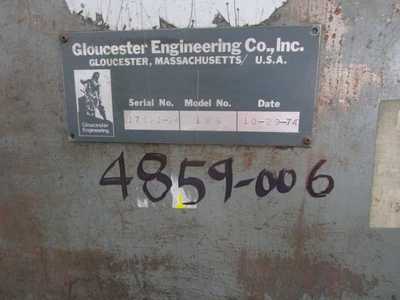 Gloucester Engineering Co., Inc.
GLOUCESTER, MASSACHUSETTS / U.S.A.
Serial No. Model No. Date
10-29-74
Gloucester
Engineering
4859-006